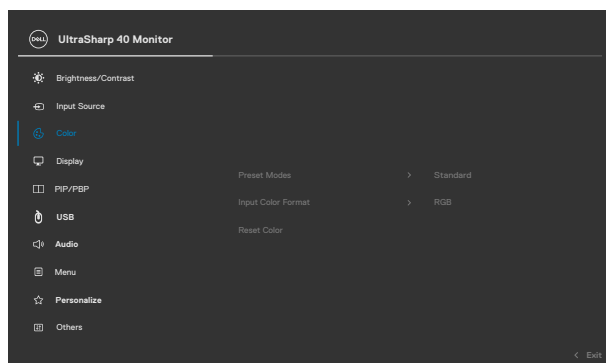 DELL UltraSharp 40 Monitor
Brightness/Contrast
Input Source
Color
Display
Preset Modes > Standard
PIP/PBP
Input Color Format > RGB
USB
Reset Color
Audio
Menu
Personalize
Others
< Exit